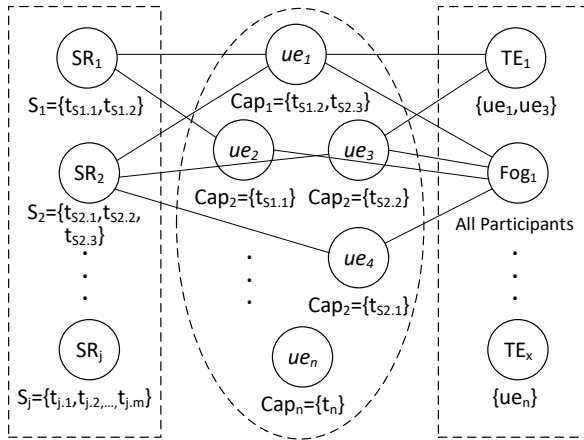 SR1
S1={tS1.1,tS1.2}
SR2
S2={tS2.1,tS2.2,
tS2.3}
SRj
Sj={tj.1,tj.2,...,tj.m}
ue1
Cap1={tS1.2,tS2.3}
ue2
Cap2={tS1.1}
ue3
Cap2={tS2.2}
ue4
Cap2={tS2.1}
uen
Capn={tn}
TE1
{ue1,ue3}
Fog1
All Participants
TEx
{uen}